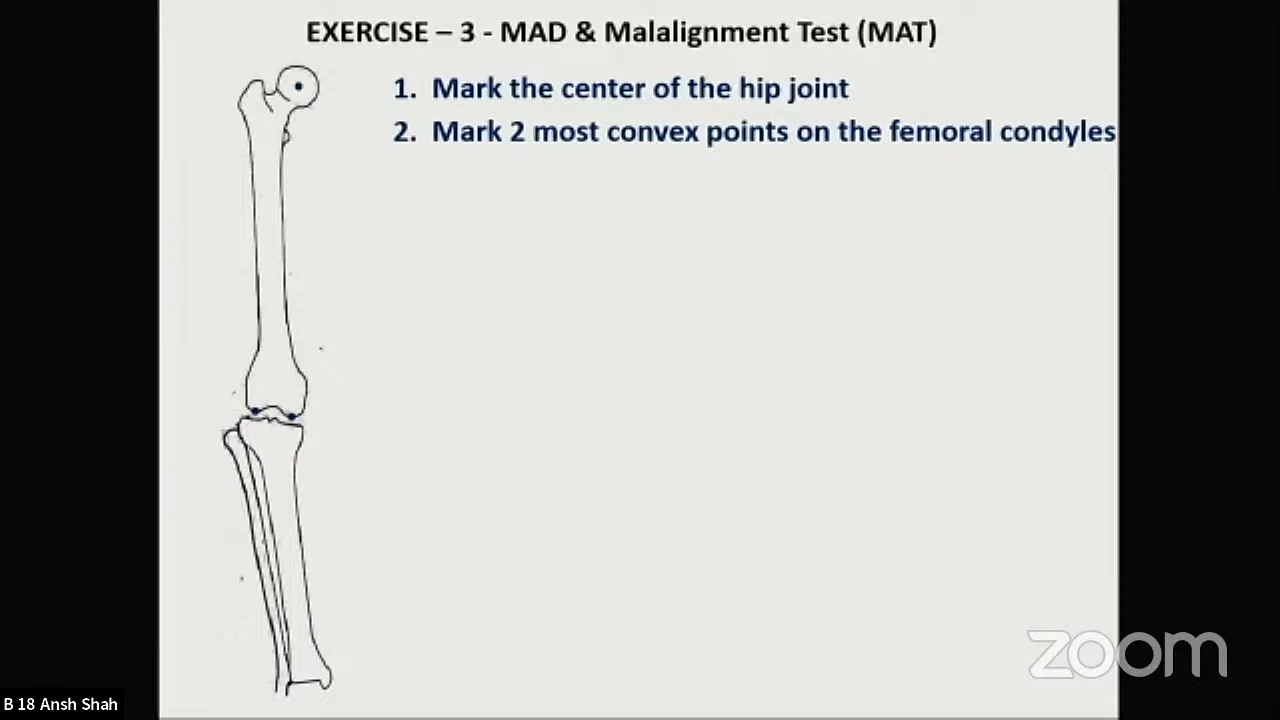 EXERCISE – 3 - MAD & Malalignment Test (MAT)
1. Mark the center of the hip joint
2. Mark 2 most convex points on the femoral condyles
zoom
B 18 Ansh Shah